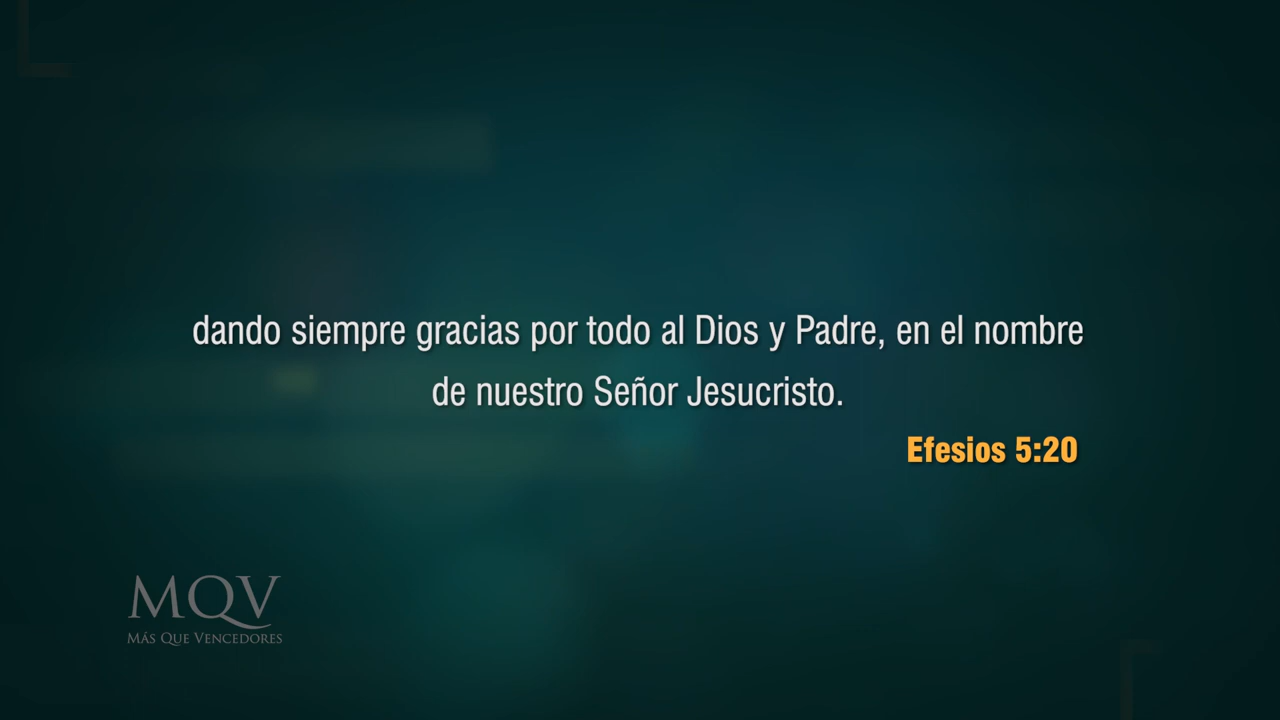 dando siempre gracias por todo al Dios y Padre, en el nombre
de nuestro Señor Jesucristo.
Efesios 5:20
MQV
MÁS QUE VENCEDORES